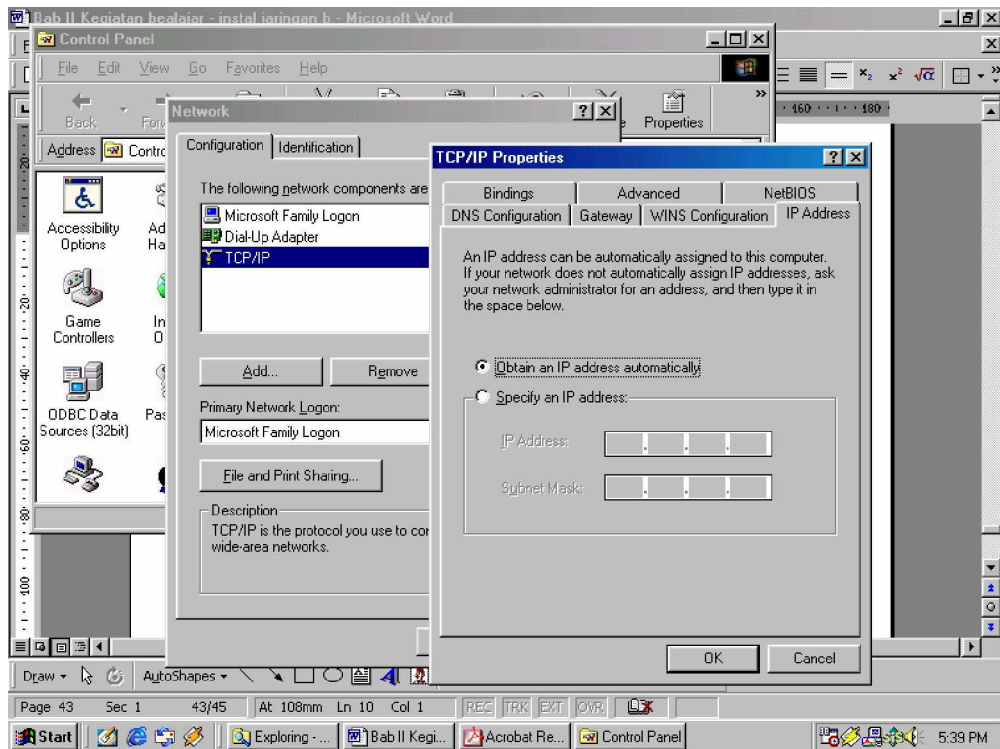 Bab II Kegiatan bealajar - instal jaringan b - Microsoft Word
Control Panel
File Edit View Go Favorites Help
Back
Properties
Address
160 180
Network
Configuration Identification
The following network components are
Microsoft Family Logon
Dial-Up Adapter
TCP/IP
Add...
Remove
Primary Network Logon:
Microsoft Family Logon
File and Print Sharing...
Description
TCP/IP is the protocol you use to
wide-area networks.
Accessibility
Options
Game
Controllers
ODBC Data
Sources (32bit)
TCP/IP Properties
Bindings Advanced NetBIOS
DNS Configuration Gateway WINS Configuration IP Address
An IP address can be automatically assigned to this computer.
If your network does not automatically assign IP addresses, ask
your network administrator for an address, and then type it in
the space below.
Obtain an IP address automatically
Specify an IP address:
IP Address:
Subnet Mask:
OK Cancel
Draw AutoShapes
Page 43 Sec 1 43/45 At 108mm Ln 10 Col 1 REC TRK EXT OVR
Start Exploring - ... Bab II Kegi... Acrobat Re... Control Panel 5:39 PM